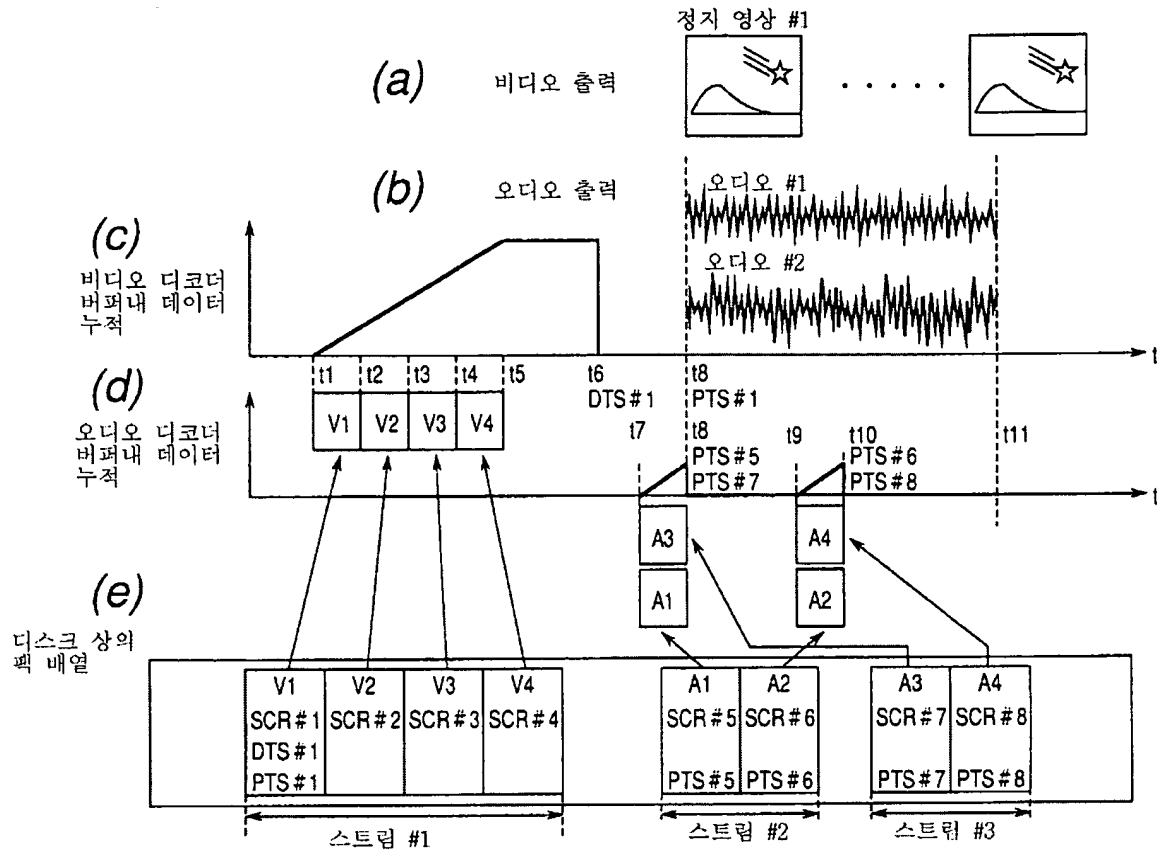 정지 영상 #1
(a) 비디오 출력
(b) 오디오 출력
오디오 #1
오디오 #2
(c)
비디오 디코더
버퍼내 데이터
누적
t
t1 t2 t3 t4 t5 t6 t8
DTS#1 PTS#1
V1 V2 V3 V4
(d)
오디오 디코더
버퍼내 데이터
누적
t7 t8 t9 t10 t11
PTS#5 PTS#6
PTS#7 PTS#8
t
A3 A4
A1 A2
(e)
디스크 상의
팩 배열
V1 V2 V3 V4 A1 A2 A3 A4
SCR#1 SCR#2 SCR#3 SCR#4 SCR#5 SCR#6 SCR#7 SCR#8
DTS#1
PTS#1 PTS#5 PTS#6 PTS#7 PTS#8
스트림 #1 스트림 #2 스트림 #3